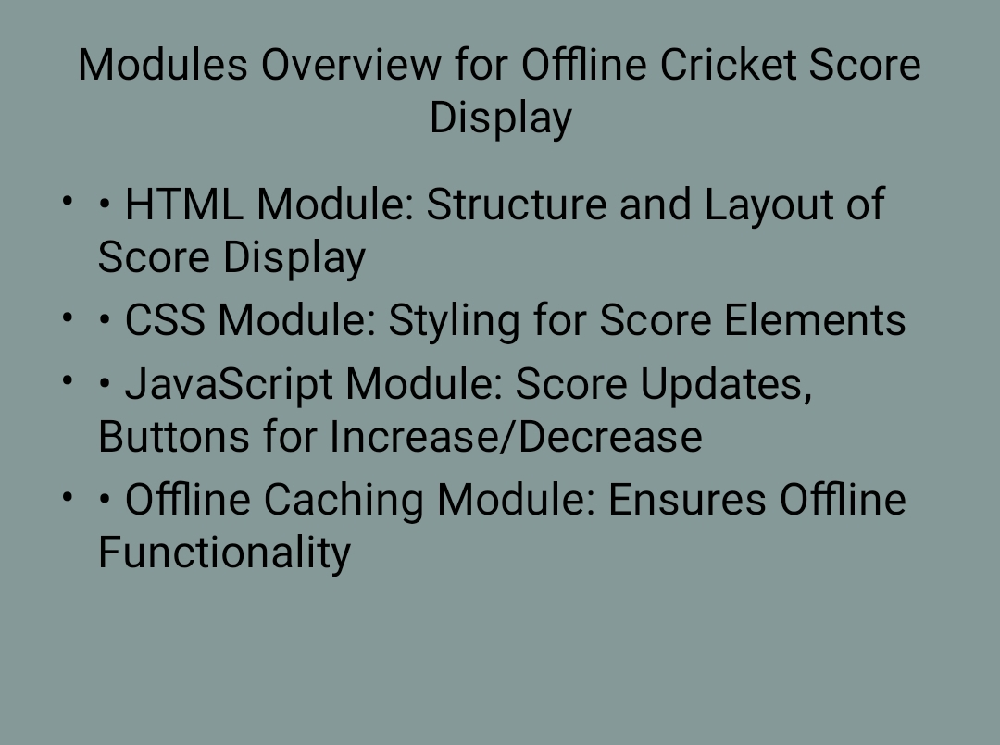 Modules Overview for Offline Cricket Score
Display
• • HTML Module: Structure and Layout of
Score Display
• • CSS Module: Styling for Score Elements
• • JavaScript Module: Score Updates,
Buttons for Increase/Decrease
• • Offline Caching Module: Ensures Offline
Functionality